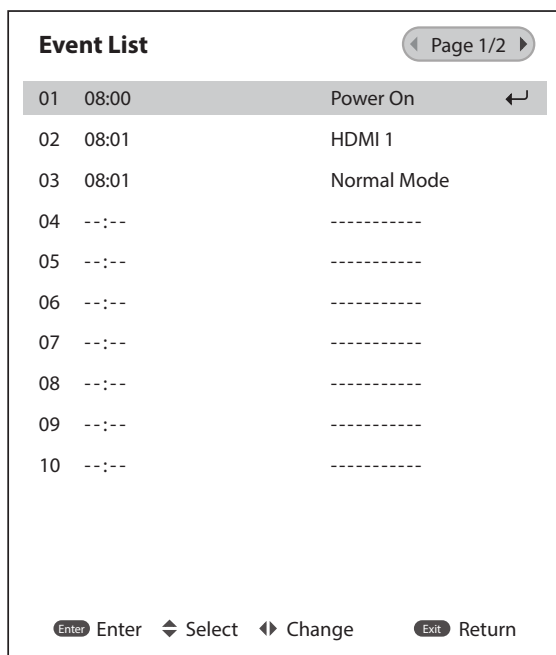 Event List Page 1/2
01 08:00 Power On
02 08:01 HDMI 1
03 08:01 Normal Mode
04 --:-- -----------
05 --:-- -----------
06 --:-- -----------
07 --:-- -----------
08 --:-- -----------
09 --:-- -----------
10 --:-- -----------
Enter Enter Select Change Exit Return